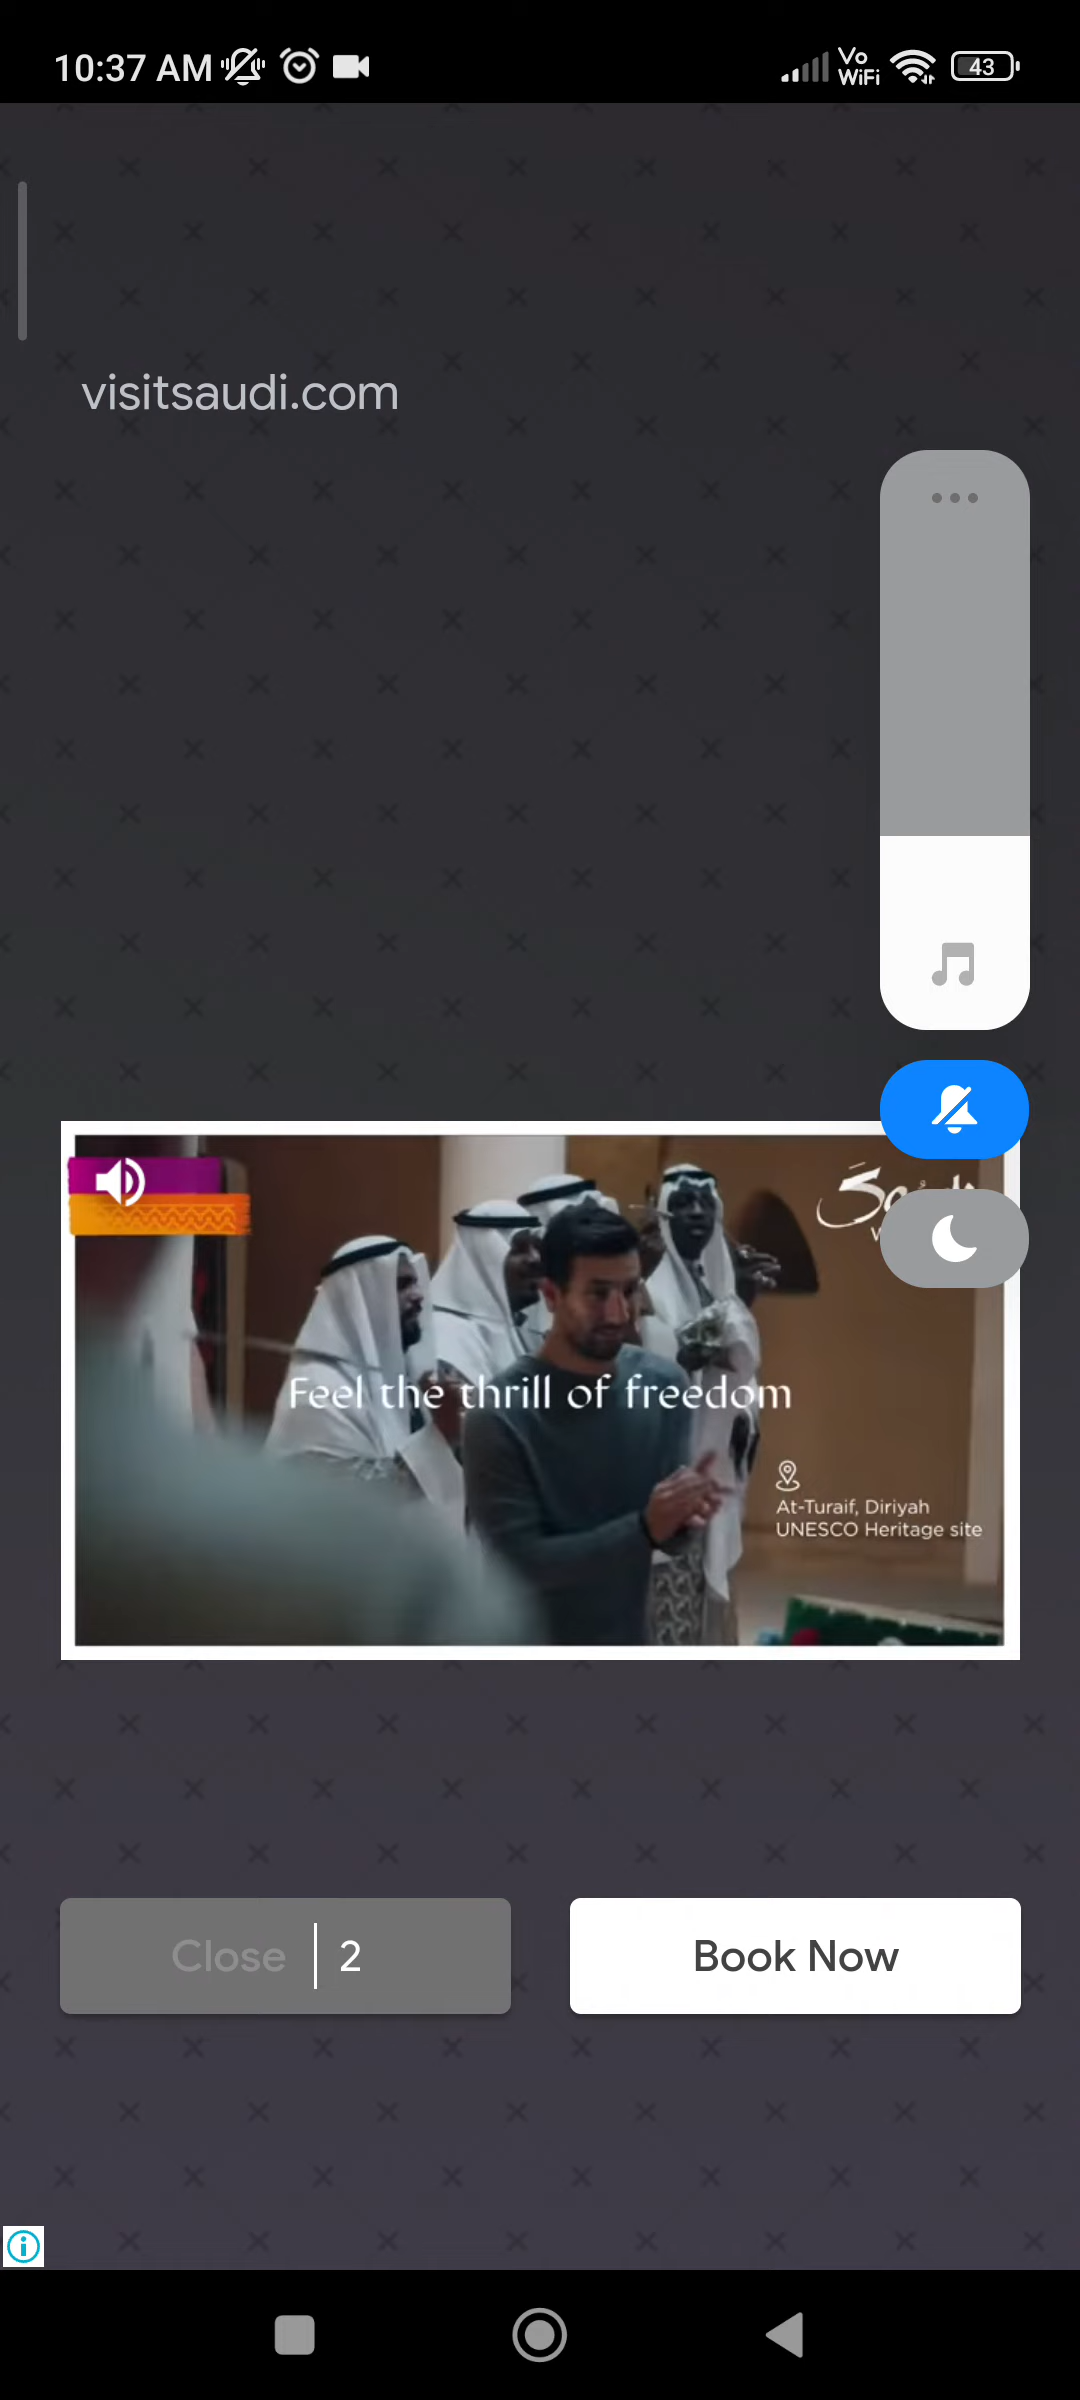 10:37 AM
Vo
WiFi
43
visitsaudi.com
Feel the thrill of freedom
At-Turaif, Diriyah
UNESCO Heritage site
Close
2
Book Now